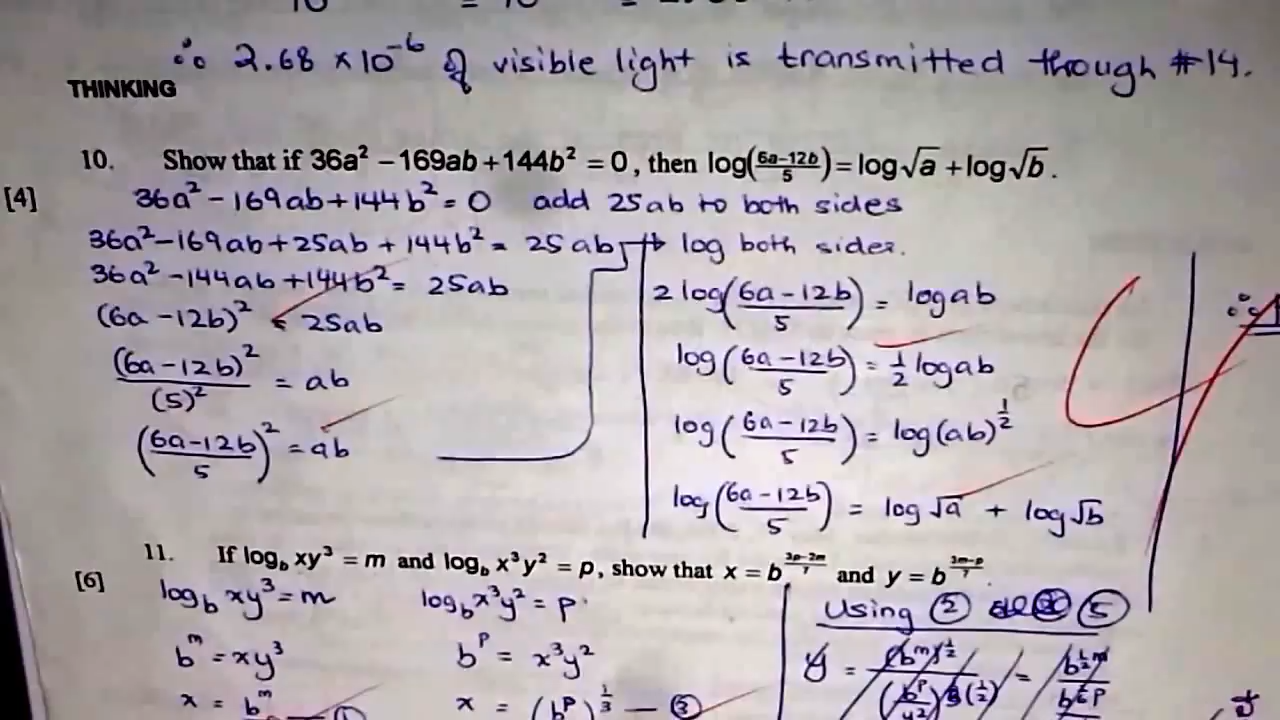 ∴ 2.68 × 10⁻⁶ of visible light is transmitted through #14.
THINKING
10. Show that if 36a² − 169ab + 144b² = 0, then log((6a−12b)/5) = log√a + log√b.
[4]
36a² − 169ab + 144b² = 0 add 25ab to both sides
36a² − 169ab + 25ab + 144b² = 25ab
36a² − 144ab + 144b² = 25ab
(6a − 12b)² = 25ab
(6a − 12b)²/(5)² = ab
((6a − 12b)/5)² = ab
→ log both sides.
2 log((6a − 12b)/5) = log ab
log((6a − 12b)/5) = ½ log ab
log((6a − 12b)/5) = log(ab)^½
log((6a − 12b)/5) = log √a + log √b
11. If log_b xy³ = m and log_b x³y² = p, show that x = b^((3p−2m)/7) and y = b^((3m−p)/7).
[6]
log_b xy³ = m
b^m = xy³
x = b^m
①
log_b x³y² = p
b^p = x³y²
x = (b^p)^⅓ — ③
Using ② ⑤
y =